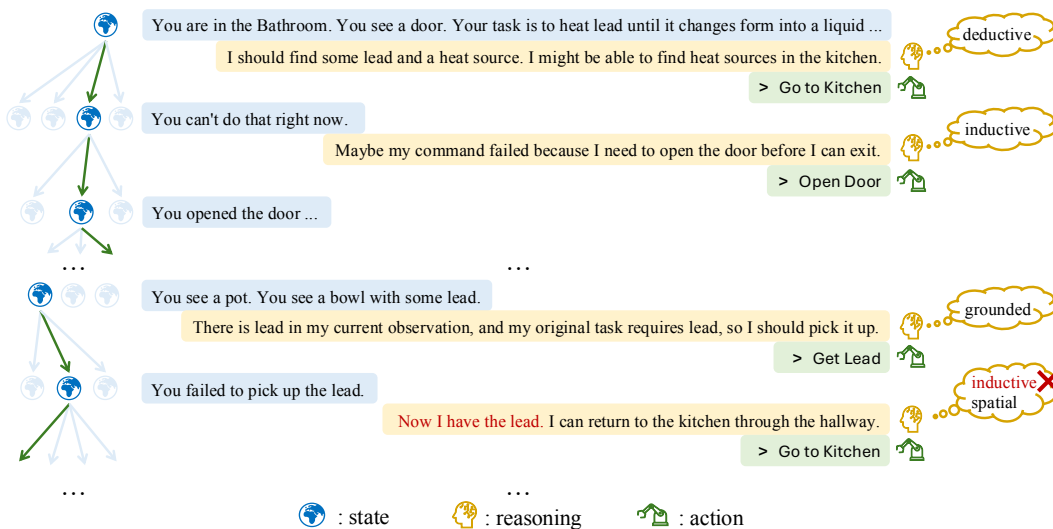 You are in the Bathroom. You see a door. Your task is to heat lead until it changes form into a liquid ...
deductive
I should find some lead and a heat source. I might be able to find heat sources in the kitchen.
> Go to Kitchen
You can't do that right now.
inductive
Maybe my command failed because I need to open the door before I can exit.
> Open Door
You opened the door ...
... ...
You see a pot. You see a bowl with some lead.
grounded
There is lead in my current observation, and my original task requires lead, so I should pick it up.
> Get Lead
You failed to pick up the lead.
inductive
spatial
Now I have the lead. I can return to the kitchen through the hallway.
> Go to Kitchen
... ...
: state : reasoning : action